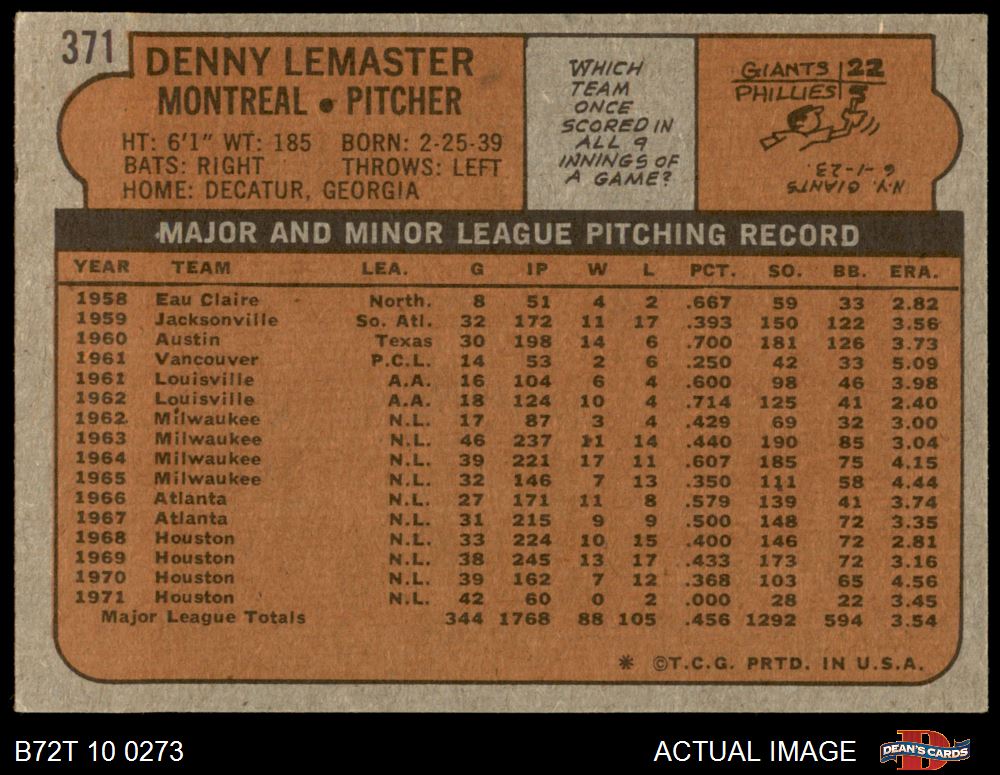 371
DENNY LEMASTER
MONTREAL • PITCHER
HT: 6'1" WT: 185 BORN: 2-25-39
BATS: RIGHT THROWS: LEFT
HOME: DECATUR, GEORGIA
WHICH
TEAM
ONCE
SCORED IN
ALL 9
INNINGS OF
A GAME?
GIANTS 22
PHILLIES 8
N.Y. GIANTS
6-1-23.
MAJOR AND MINOR LEAGUE PITCHING RECORD
YEAR TEAM LEA. G IP W L PCT. SO. BB. ERA.
1958 Eau Claire North. 8 51 4 2 .667 59 33 2.82
1959 Jacksonville So. Atl. 32 172 11 17 .393 150 122 3.56
1960 Austin Texas 30 198 14 6 .700 181 126 3.73
1961 Vancouver P.C.L. 14 53 2 6 .250 42 33 5.09
1961 Louisville A.A. 16 104 6 4 .600 98 46 3.98
1962 Louisville A.A. 18 124 10 4 .714 125 41 2.40
1962 Milwaukee N.L. 17 87 3 4 .429 69 32 3.00
1963 Milwaukee N.L. 46 237 11 14 .440 190 85 3.04
1964 Milwaukee N.L. 39 221 17 11 .607 185 75 4.15
1965 Milwaukee N.L. 32 146 7 13 .350 111 58 4.44
1966 Atlanta N.L. 27 171 11 8 .579 139 41 3.74
1967 Atlanta N.L. 31 215 9 9 .500 148 72 3.35
1968 Houston N.L. 33 224 10 15 .400 146 72 2.81
1969 Houston N.L. 38 245 13 17 .433 173 72 3.16
1970 Houston N.L. 39 162 7 12 .368 103 65 4.56
1971 Houston N.L. 42 60 0 2 .000 28 22 3.45
Major League Totals 344 1768 88 105 .456 1292 594 3.54
* ©T.C.G. PRTD. IN U.S.A.
B72T 10 0273
ACTUAL IMAGE
D
DEAN'S CARDS